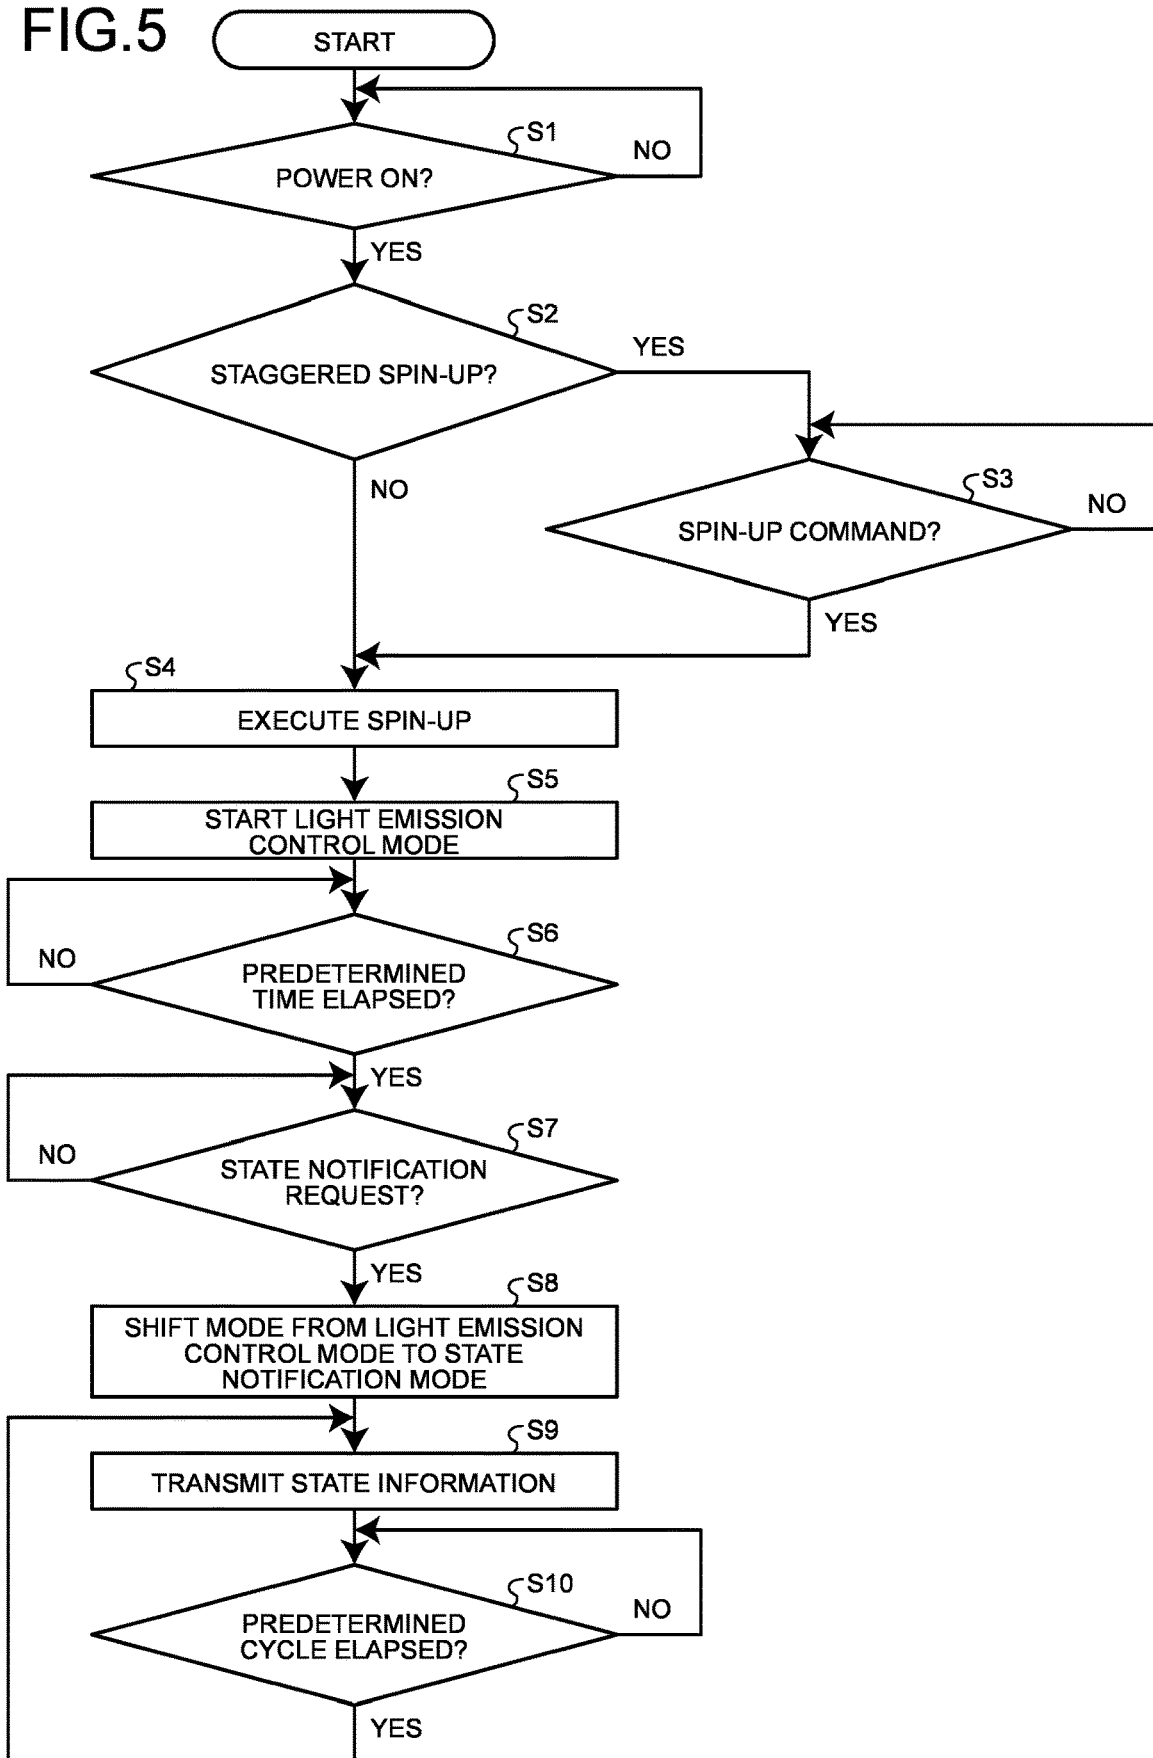 FIG.5
START
S1
NO
POWER ON?
YES
S2
YES
STAGGERED SPIN-UP?
NO
S3
NO
SPIN-UP COMMAND?
YES
S4
EXECUTE SPIN-UP
S5
START LIGHT EMISSION
CONTROL MODE
S6
NO
PREDETERMINED
TIME ELAPSED?
YES
S7
NO
STATE NOTIFICATION
REQUEST?
YES
S8
SHIFT MODE FROM LIGHT EMISSION
CONTROL MODE TO STATE
NOTIFICATION MODE
S9
TRANSMIT STATE INFORMATION
S10
NO
PREDETERMINED
CYCLE ELAPSED?
YES